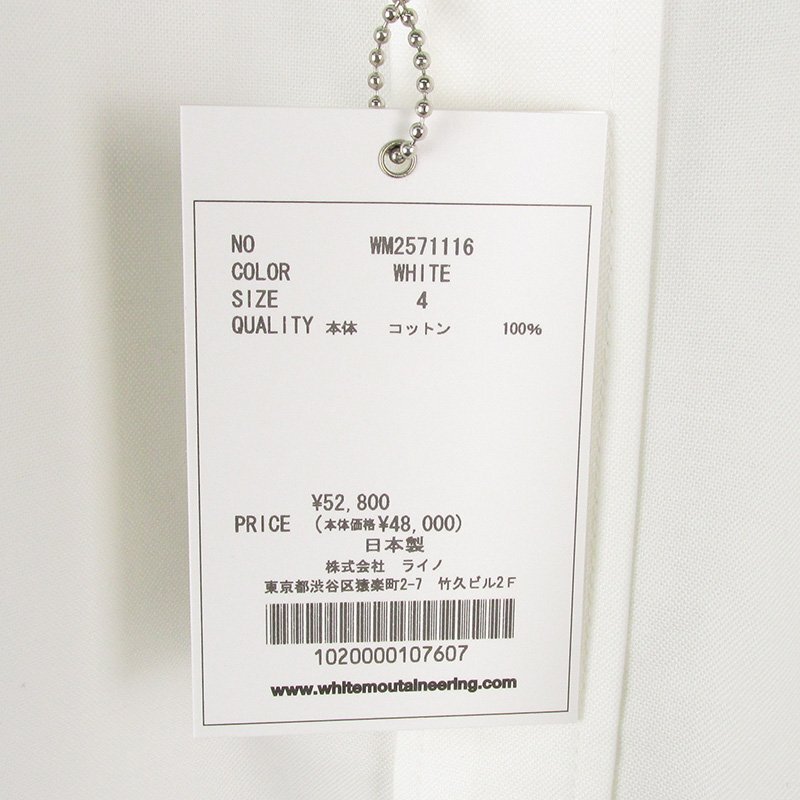 NO WM2571116
COLOR WHITE
SIZE 4
QUALITY 本体 コットン 100%
¥52,800
PRICE (本体価格¥48,000)
日本製
株式会社 ライノ
東京都渋谷区猿楽町2-7 竹久ビル2F
1020000107607
www.whitemoutaineering.com